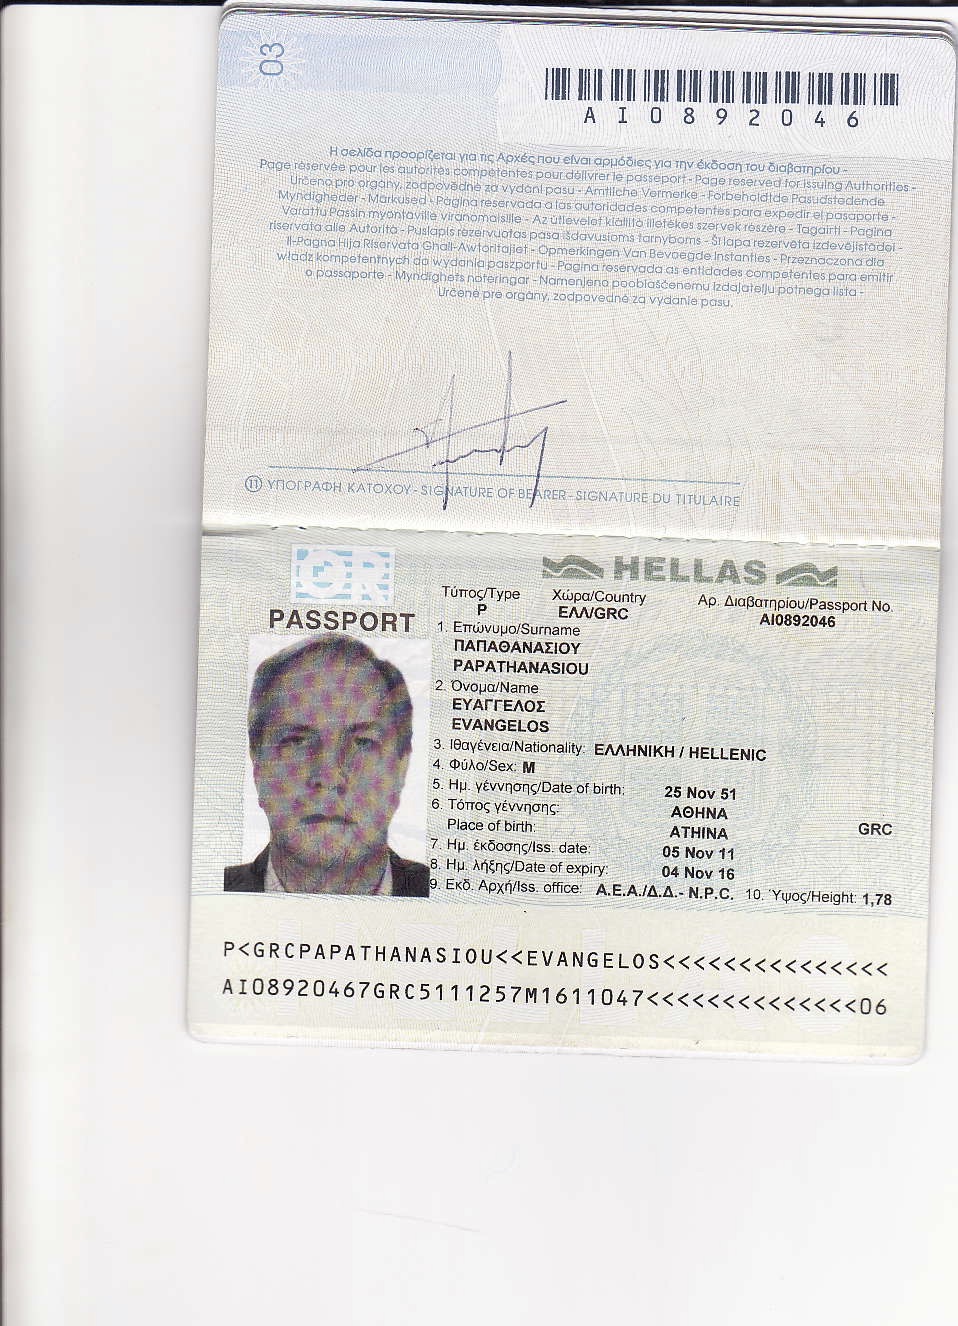 03
AI0892046
Η σελίδα προορίζεται για τις Αρχές που είναι αρμόδιες για την έκδοση του διαβατηρίου -
Page réservée pour les autorités compétentes pour délivrer le passeport - Page reserved for issuing Authorities -
Určeno pro orgány, zodpovědné za vydání pasu - Amtliche Vermerke - Forbeholdt de Pasudstedende
Myndigheder - Märkused - Página reservada a las autoridades competentes para expedir el pasaporte -
Varattu Passin myöntäville viranomaisille - Az útlevelet kiállító illetékes szervek részére - Tagairtí - Pagina
riservata alle Autorità - Puslapis rezervuotas pasą išdavusioms tarnyboms - Šī lapa rezervēta izdevējiestādei -
Il-Paġna Hija Riservata Għall-Awtoritajiet - Opmerkingen Van Bevoegde Instanties - Przeznaczona dla
władz kompetentnych do wydania paszportu - Página reservada às entidades competentes para emitir
o passaporte - Myndighets noteringar - Namenjeno pooblaščenemu izdajatelju potnega lista -
Určené pre orgány, zodpovedné za vydanie pasu.
11 ΥΠΟΓΡΑΦΗ ΚΑΤΟΧΟΥ - SIGNATURE OF BEARER - SIGNATURE DU TITULAIRE
GR
HELLAS
PASSPORT
Τύπος/Type Χώρα/Country Αρ. Διαβατηρίου/Passport No.
P ΕΛΛ/GRC AI0892046
1. Επώνυμο/Surname
ΠΑΠΑΘΑΝΑΣΙΟΥ
PAPATHANASIOU
2. Όνομα/Name
ΕΥΑΓΓΕΛΟΣ
EVANGELOS
3. Ιθαγένεια/Nationality: ΕΛΛΗΝΙΚΗ / HELLENIC
4. Φύλο/Sex: M
5. Ημ. γέννησης/Date of birth: 25 Nov 51
6. Τόπος γέννησης: ΑΘΗΝΑ
Place of birth: ATHINA GRC
7. Ημ. έκδοσης/Iss. date: 05 Nov 11
8. Ημ. λήξης/Date of expiry: 04 Nov 16
9. Εκδ. Αρχή/Iss. office: Α.Ε.Α./Δ.Δ.- N.P.C. 10. Ύψος/Height: 1,78
P<GRCPAPATHANASIOU<<EVANGELOS<<<<<<<<<<<<<<<
AI08920467GRC5111257M1611047<<<<<<<<<<<<<<06